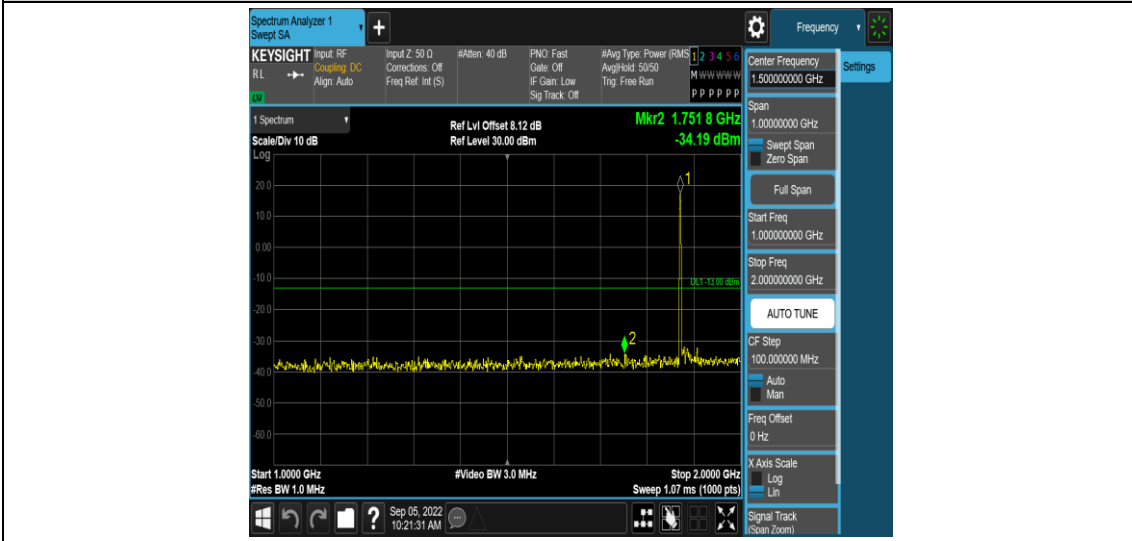 Spectrum Analyzer 1
Swept SA
+
Frequency
KEYSIGHT
RL
LXI
Input: RF
Coupling: DC
Align: Auto
Input Z: 50 Ω
Corrections: Off
Freq Ref: Int (S)
#Atten: 40 dB
PNO: Fast
Gate: Off
IF Gain: Low
Sig Track: Off
#Avg Type: Power (RMS
Avg|Hold: 50/50
Trig: Free Run
1 2 3 4 5 6
M W W W W W
P P P P P P
1 Spectrum
Scale/Div 10 dB
Log
Ref Lvl Offset 8.12 dB
Ref Level 30.00 dBm
Mkr2 1.751 8 GHz
-34.19 dBm
20.0
10.0
0.00
-10.0
-20.0
-30.0
-40.0
-50.0
-60.0
1
DL1 -13.00 dBm
2
Start 1.0000 GHz
#Res BW 1.0 MHz
#Video BW 3.0 MHz
Stop 2.0000 GHz
Sweep 1.07 ms (1000 pts)
Center Frequency
1.500000000 GHz
Settings
Span
1.00000000 GHz
Swept Span
Zero Span
Full Span
Start Freq
1.000000000 GHz
Stop Freq
2.000000000 GHz
AUTO TUNE
CF Step
100.000000 MHz
Auto
Man
Freq Offset
0 Hz
X Axis Scale
Log
Lin
Signal Track
(Span Zoom)
?
Sep 05, 2022
10:21:31 AM